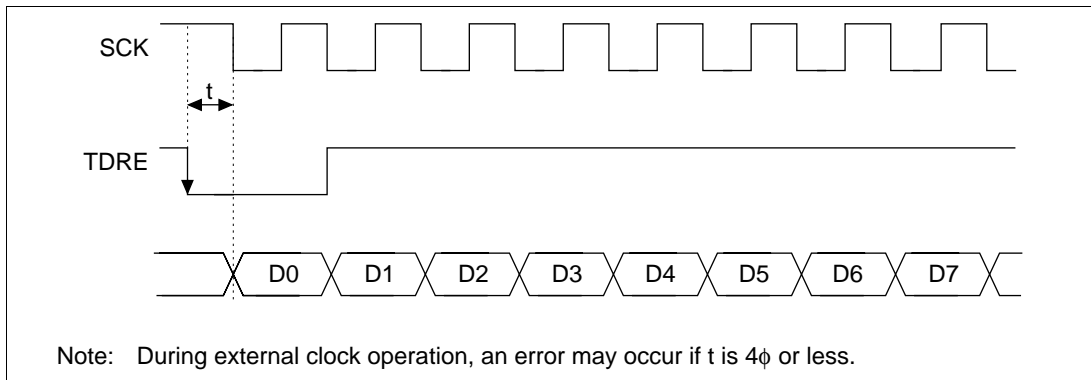 SCK
t
TDRE
D0 D1 D2 D3 D4 D5 D6 D7
Note: During external clock operation, an error may occur if t is 4ϕ or less.